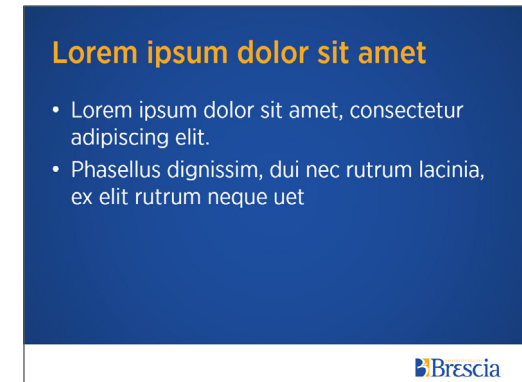 Lorem ipsum dolor sit amet
• Lorem ipsum dolor sit amet, consectetur
adipiscing elit.
• Phasellus dignissim, dui nec rutrum lacinia,
ex elit rutrum neque uet
Brescia